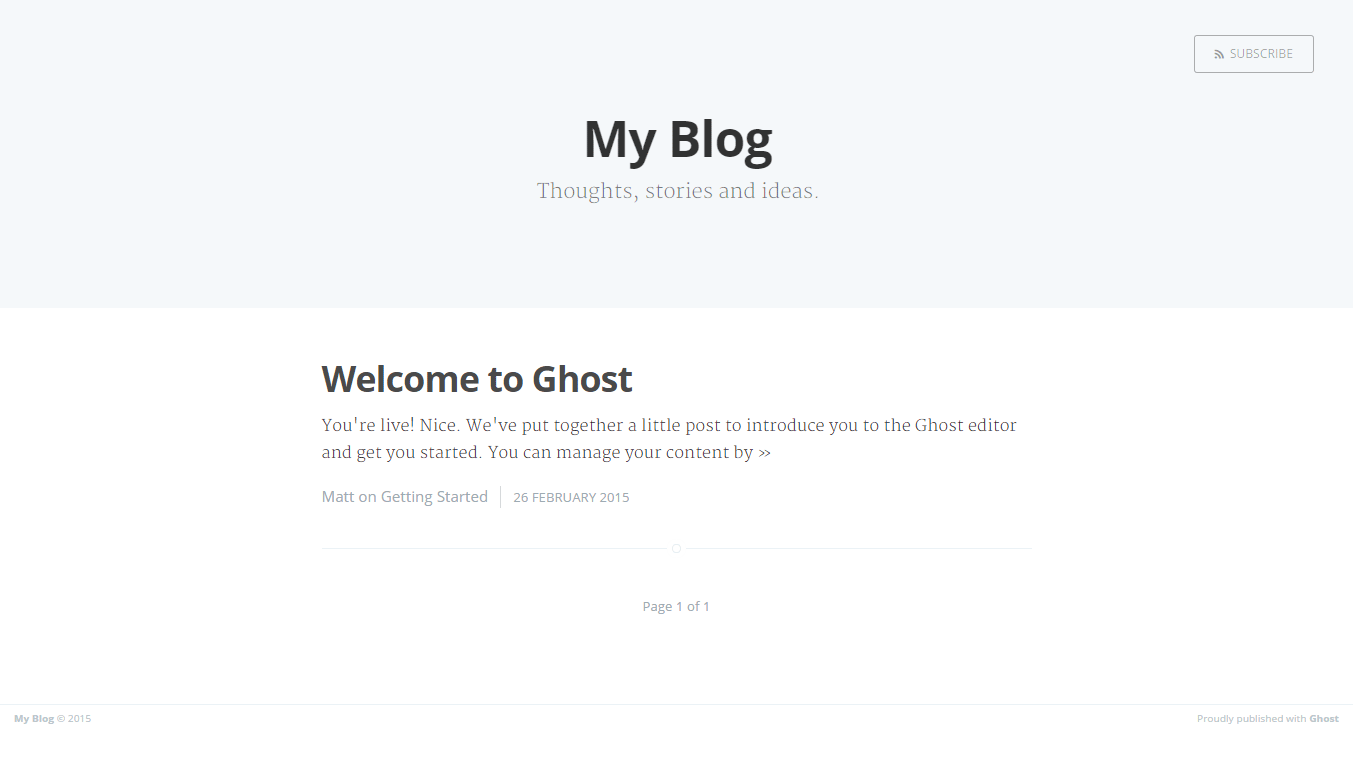 SUBSCRIBE
My Blog
Thoughts, stories and ideas.
Welcome to Ghost
You're live! Nice. We've put together a little post to introduce you to the Ghost editor
and get you started. You can manage your content by »
Matt on Getting Started
26 FEBRUARY 2015
Page 1 of 1
My Blog © 2015
Proudly published with Ghost